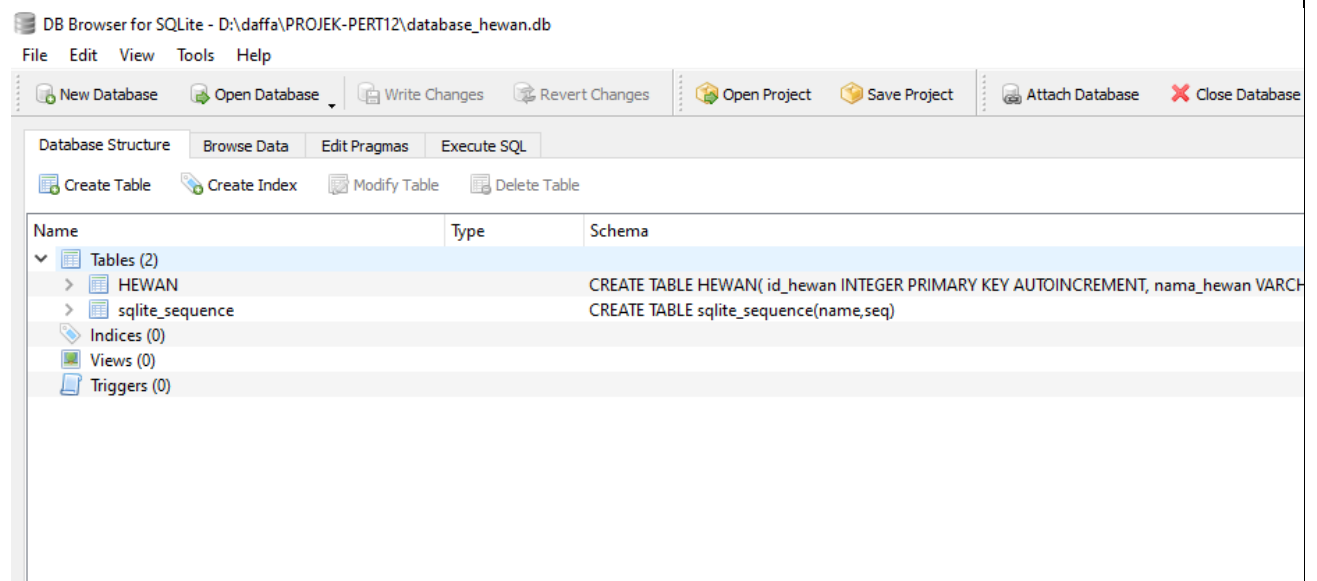 DB Browser for SQLite - D:\daffa\PROJEK-PERT12\database_hewan.db
File Edit View Tools Help
New Database Open Database Write Changes Revert Changes Open Project Save Project Attach Database Close Database
Database Structure Browse Data Edit Pragmas Execute SQL
Create Table Create Index Modify Table Delete Table
Name Type Schema
Tables (2)
HEWAN CREATE TABLE HEWAN( id_hewan INTEGER PRIMARY KEY AUTOINCREMENT, nama_hewan VARCH
sqlite_sequence CREATE TABLE sqlite_sequence(name,seq)
Indices (0)
Views (0)
Triggers (0)